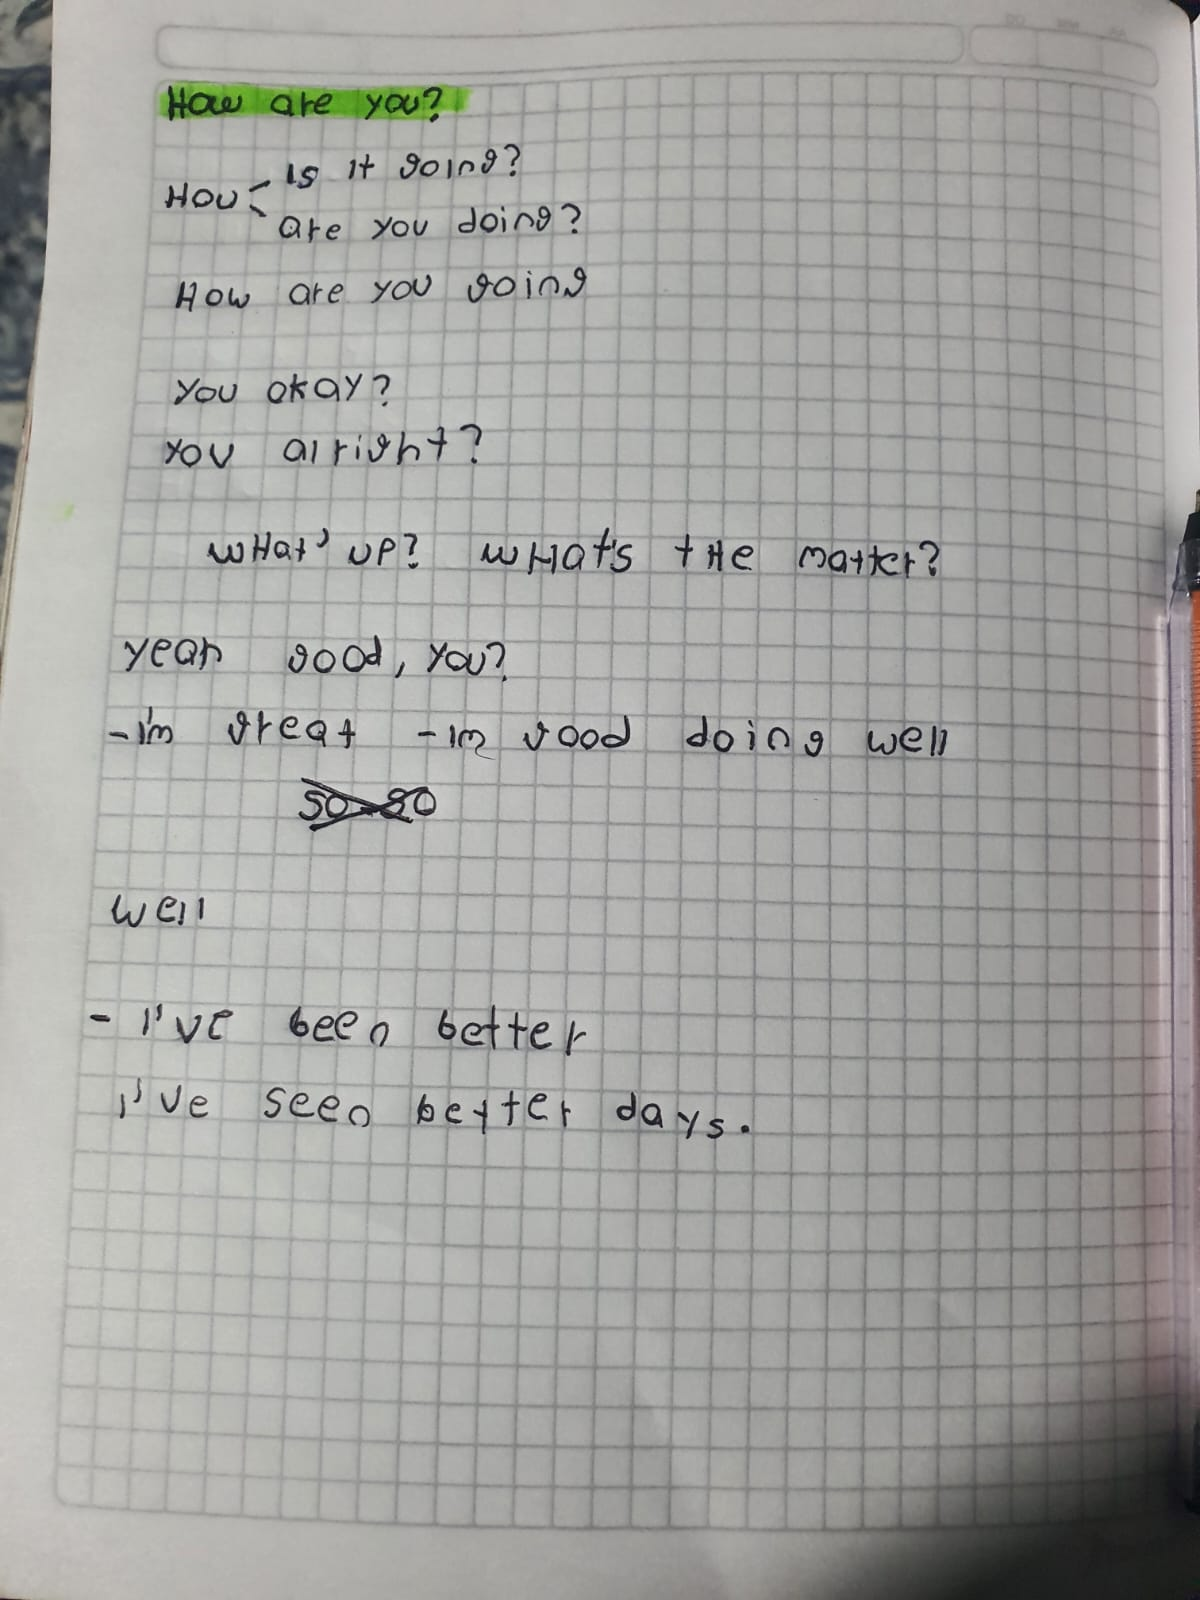 How are you?
is it going?
How
are you doing?
How are you going
You okay?
You alright?
What' up? What's the matter?
yeah good, you?
-I'm great -Im good doing well
so-so
well
- I've been better
I've seen better days.